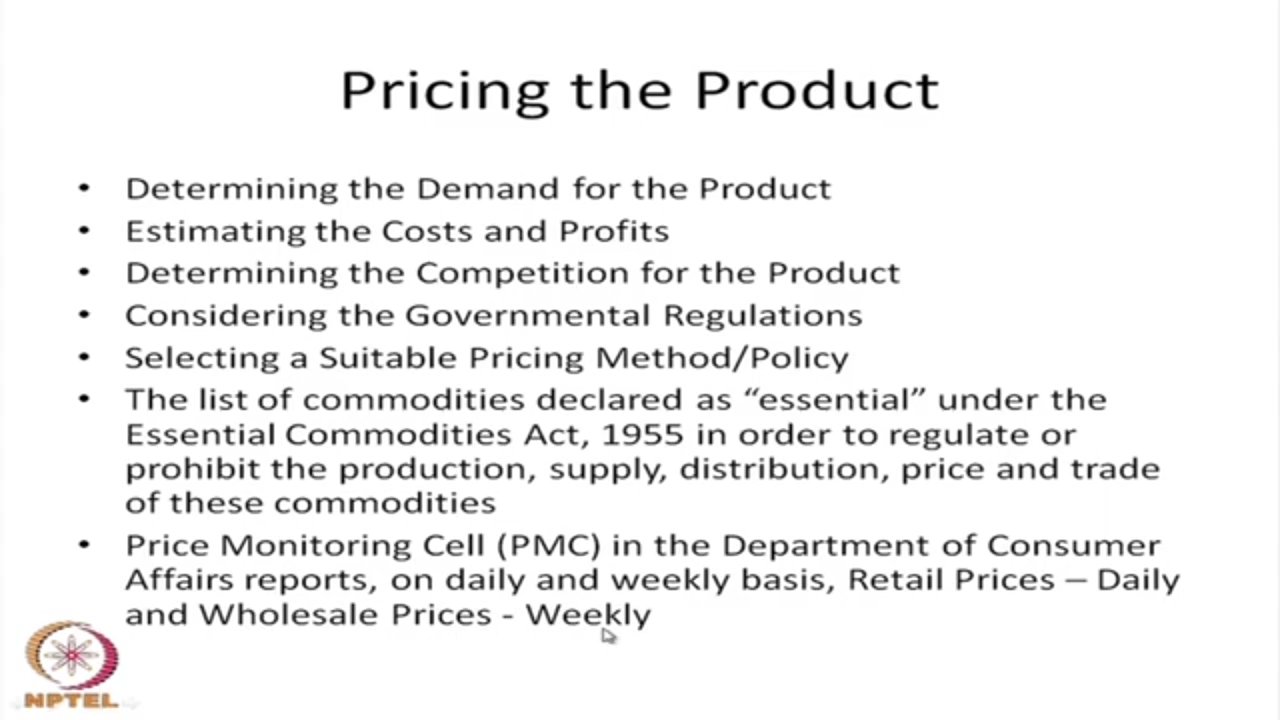 Pricing the Product
• Determining the Demand for the Product
• Estimating the Costs and Profits
• Determining the Competition for the Product
• Considering the Governmental Regulations
• Selecting a Suitable Pricing Method/Policy
• The list of commodities declared as “essential” under the
Essential Commodities Act, 1955 in order to regulate or
prohibit the production, supply, distribution, price and trade
of these commodities
• Price Monitoring Cell (PMC) in the Department of Consumer
Affairs reports, on daily and weekly basis, Retail Prices – Daily
and Wholesale Prices - Weekly
NPTEL